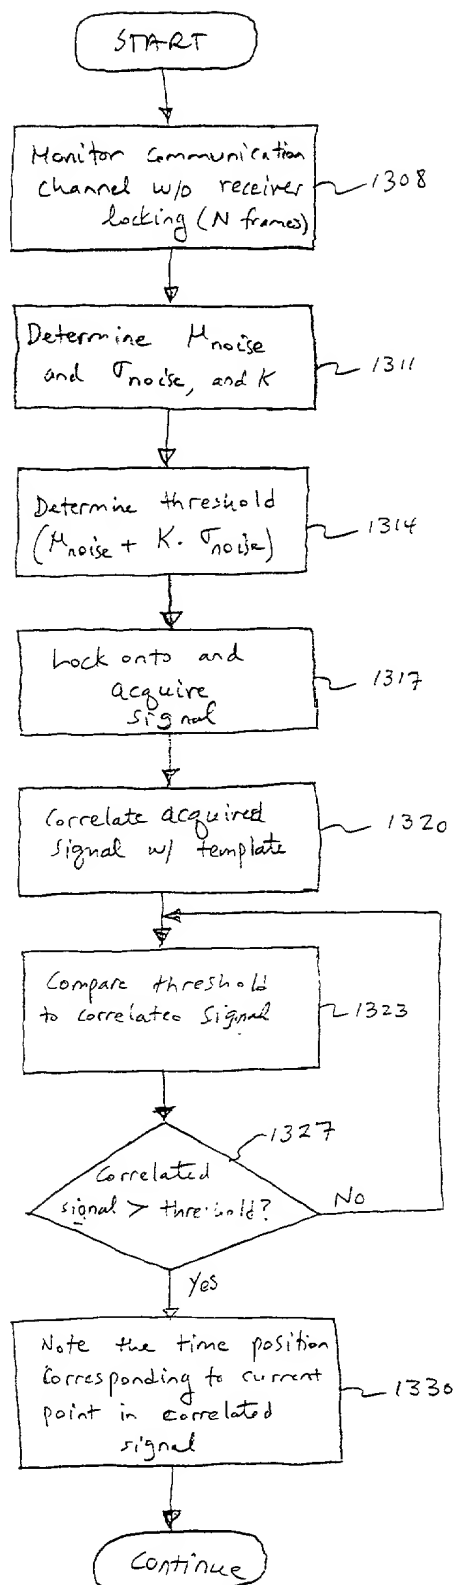 START
Monitor communication
channel w/o receiver
locking (N frames)
1308
Determine μnoise
and σnoise, and K
1311
Determine threshold
(μnoise + K · σnoise)
1314
Lock onto and
acquire
signal
1317
Correlate acquired
signal w/ template
1320
Compare threshold
to correlated signal
1323
1327
Correlated
signal > threshold?
No
Yes
Note the time position
corresponding to current
point in correlated
signal
1330
Continue